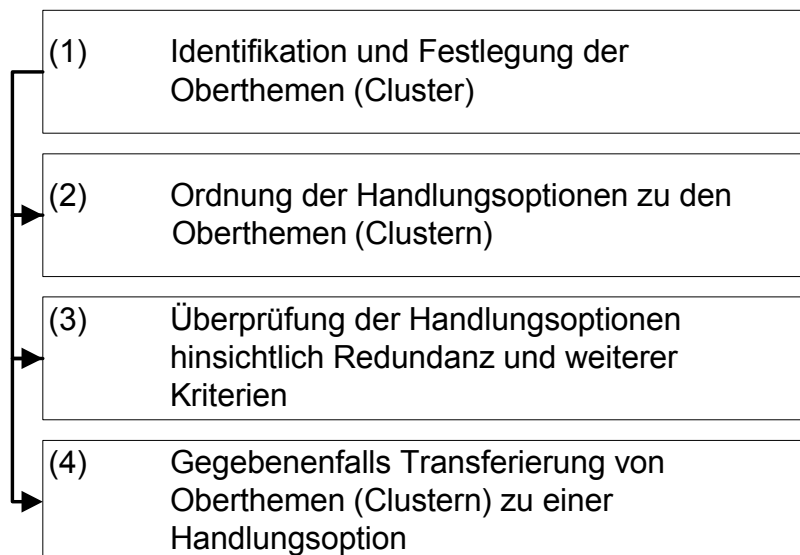 (1) Identifikation und Festlegung der
Oberthemen (Cluster)
(2) Ordnung der Handlungsoptionen zu den
Oberthemen (Clustern)
(3) Überprüfung der Handlungsoptionen
hinsichtlich Redundanz und weiterer
Kriterien
(4) Gegebenenfalls Transferierung von
Oberthemen (Clustern) zu einer
Handlungsoption